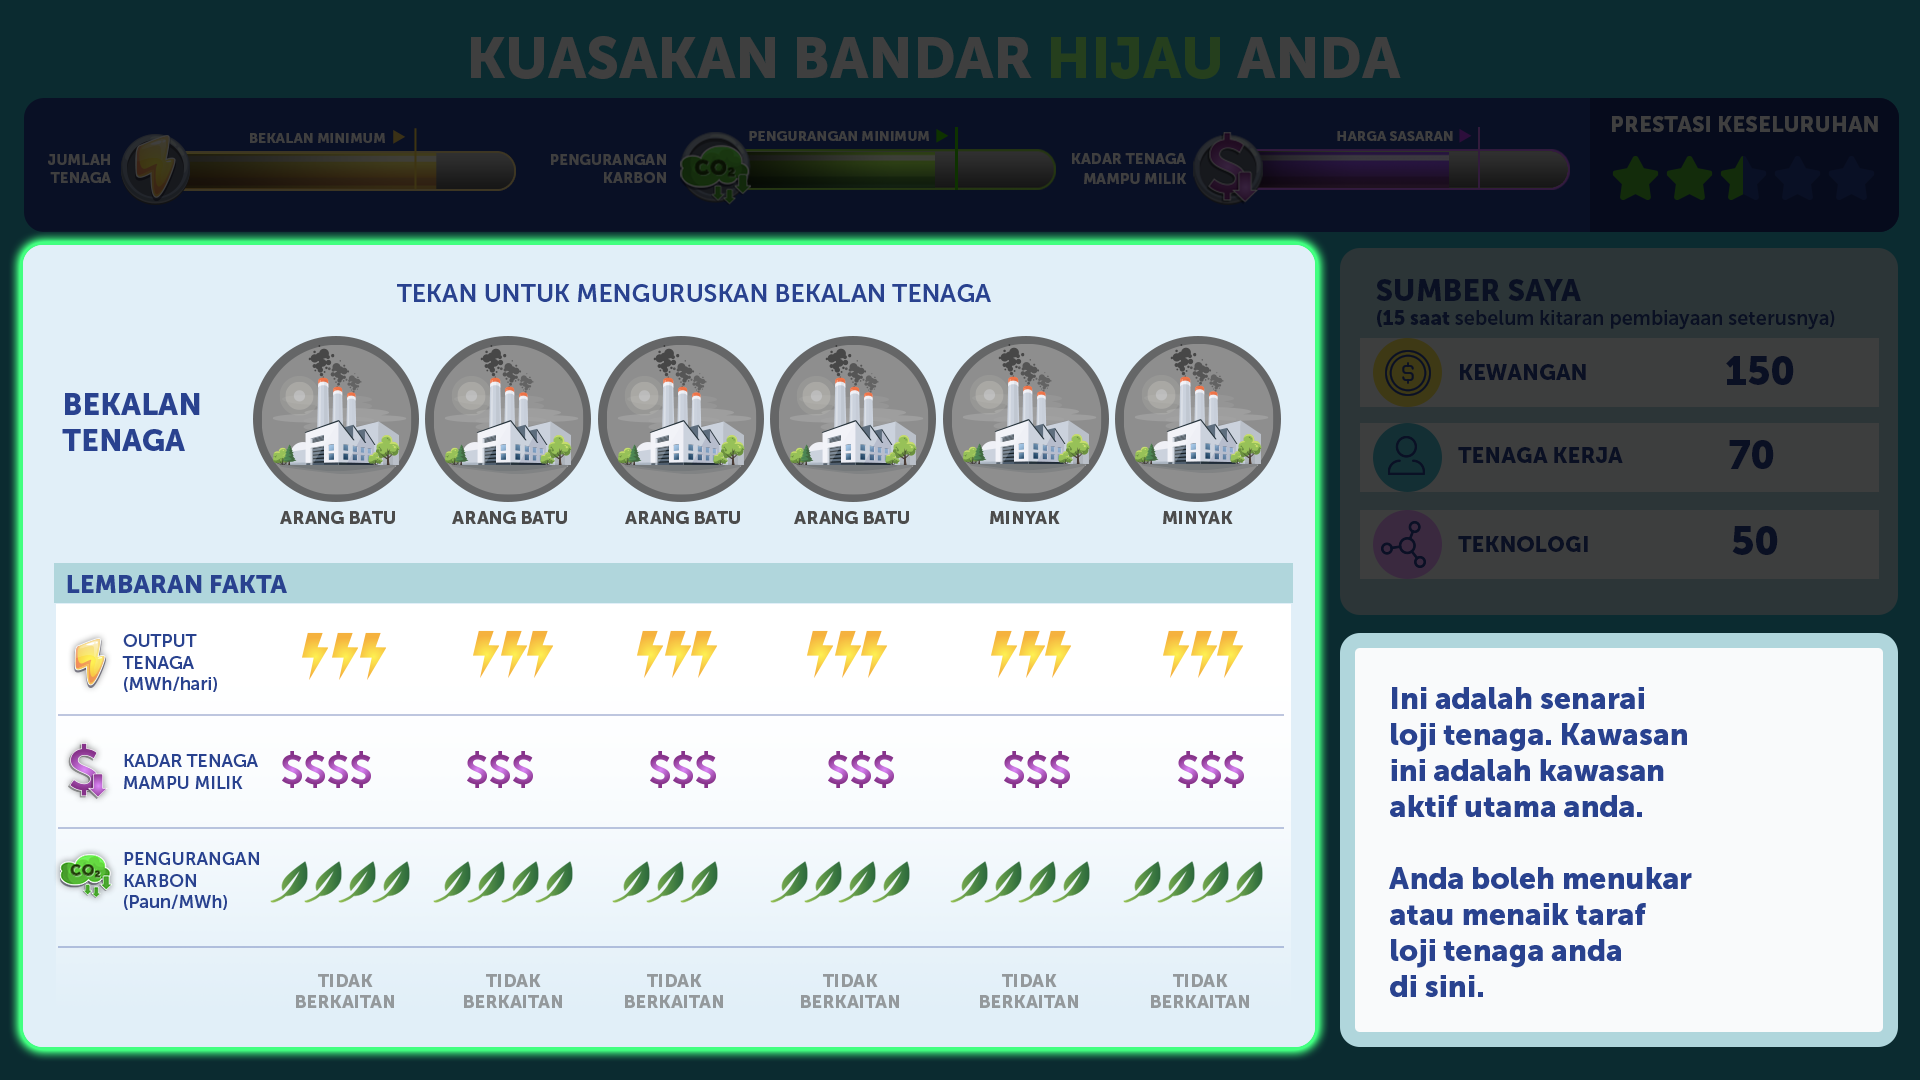 KUASAKAN BANDAR HIJAU ANDA
JUMLAH
TENAGA
BEKALAN MINIMUM
PENGURANGAN
KARBON
CO₂
PENGURANGAN MINIMUM
KADAR TENAGA
MAMPU MILIK
$
HARGA SASARAN
PRESTASI KESELURUHAN
TEKAN UNTUK MENGURUSKAN BEKALAN TENAGA
BEKALAN
TENAGA
ARANG BATU
ARANG BATU
ARANG BATU
ARANG BATU
MINYAK
MINYAK
LEMBARAN FAKTA
OUTPUT
TENAGA
(MWh/hari)
$
KADAR TENAGA
MAMPU MILIK
$$$$
$$$
$$$
$$$
$$$
$$$
CO₂
PENGURANGAN
KARBON
(Paun/MWh)
TIDAK
BERKAITAN
TIDAK
BERKAITAN
TIDAK
BERKAITAN
TIDAK
BERKAITAN
TIDAK
BERKAITAN
TIDAK
BERKAITAN
SUMBER SAYA
(15 saat sebelum kitaran pembiayaan seterusnya)
$
KEWANGAN 150
TENAGA KERJA 70
TEKNOLOGI 50
Ini adalah senarai
loji tenaga. Kawasan
ini adalah kawasan
aktif utama anda.
Anda boleh menukar
atau menaik taraf
loji tenaga anda
di sini.